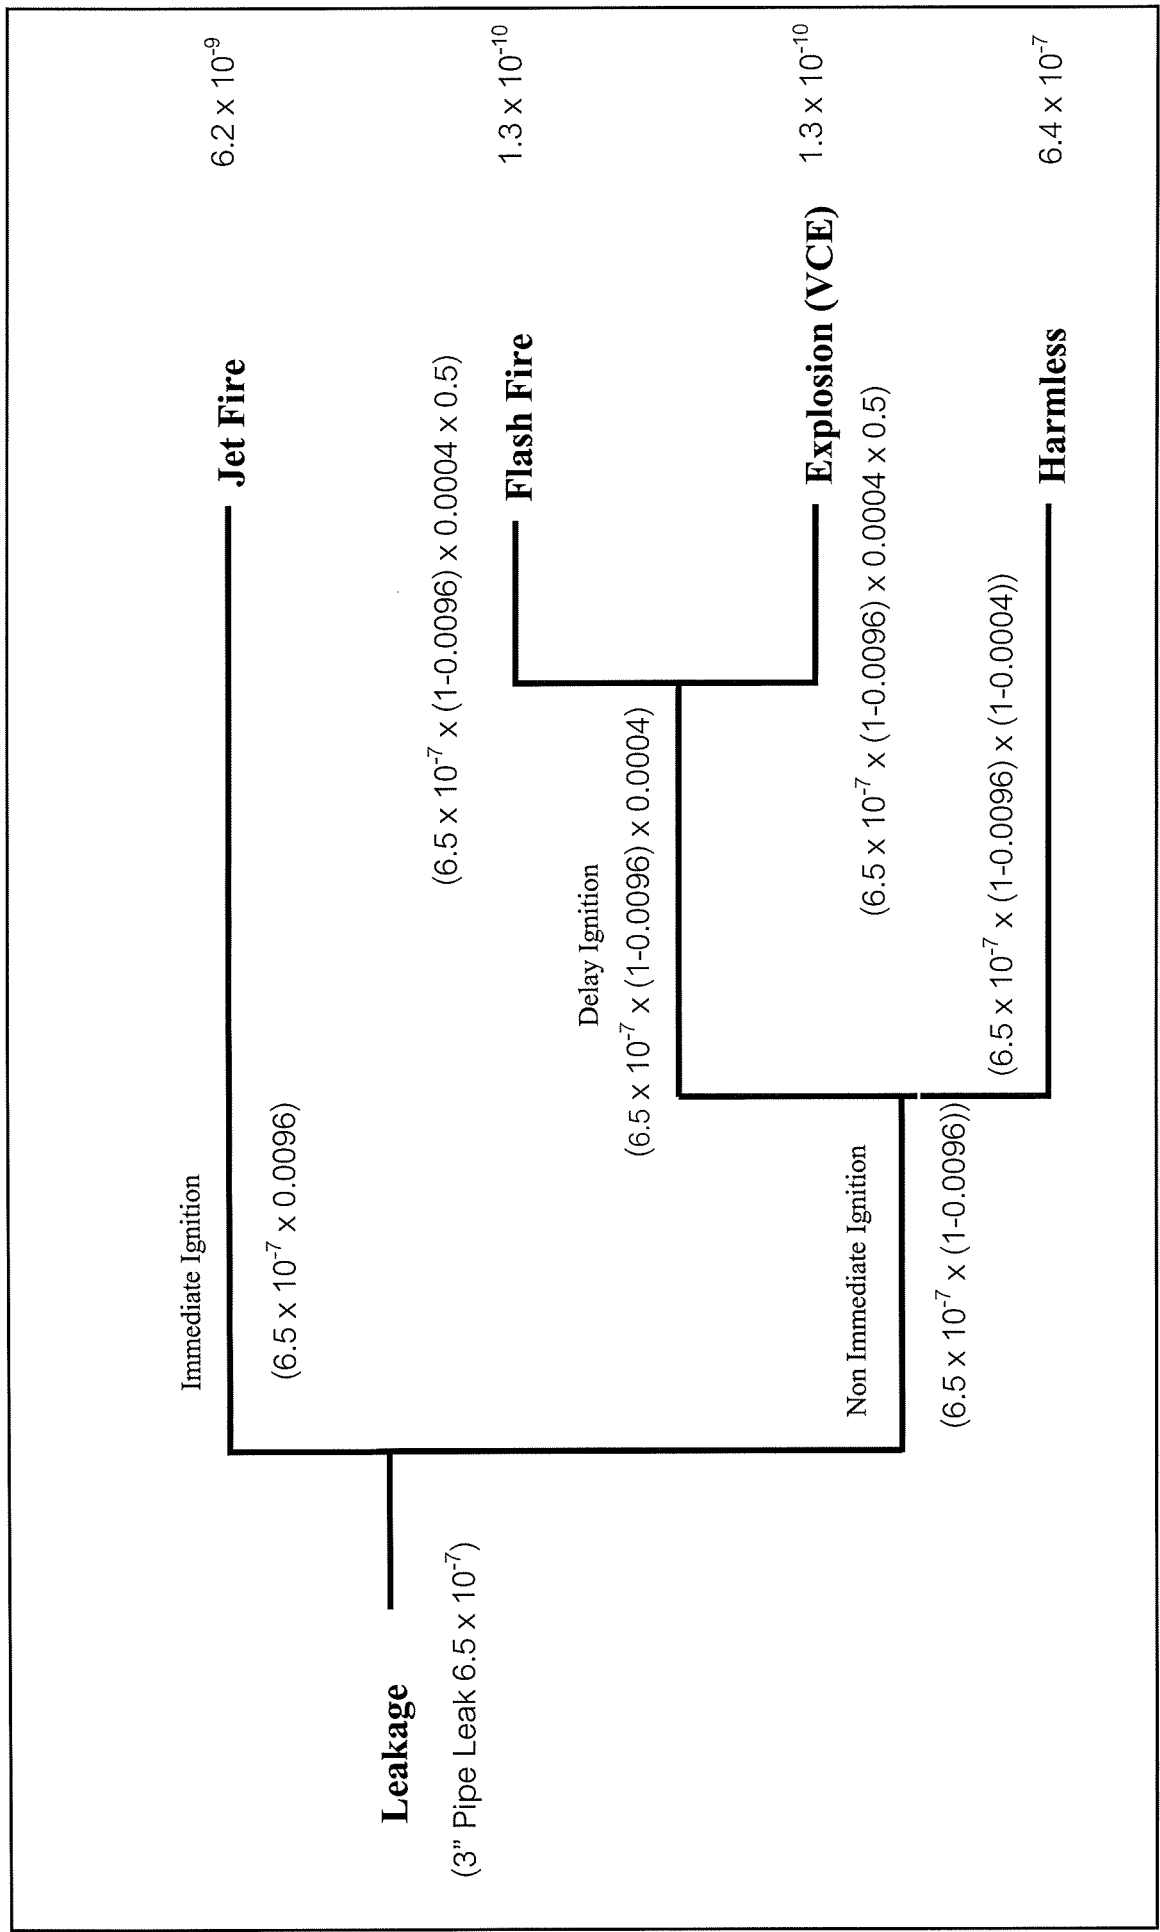 Immediate Ignition
(6.5 x 10⁻⁷ x 0.0096)
Jet Fire
6.2 x 10⁻⁹
Leakage
(3” Pipe Leak 6.5 x 10⁻⁷)
(6.5 x 10⁻⁷ x (1-0.0096) x 0.0004 x 0.5)
Flash Fire
1.3 x 10⁻¹⁰
Delay Ignition
(6.5 x 10⁻⁷ x (1-0.0096) x 0.0004)
Explosion (VCE)
1.3 x 10⁻¹⁰
(6.5 x 10⁻⁷ x (1-0.0096) x 0.0004 x 0.5)
Non Immediate Ignition
(6.5 x 10⁻⁷ x (1-0.0096))
(6.5 x 10⁻⁷ x (1-0.0096) x (1-0.0004))
Harmless
6.4 x 10⁻⁷